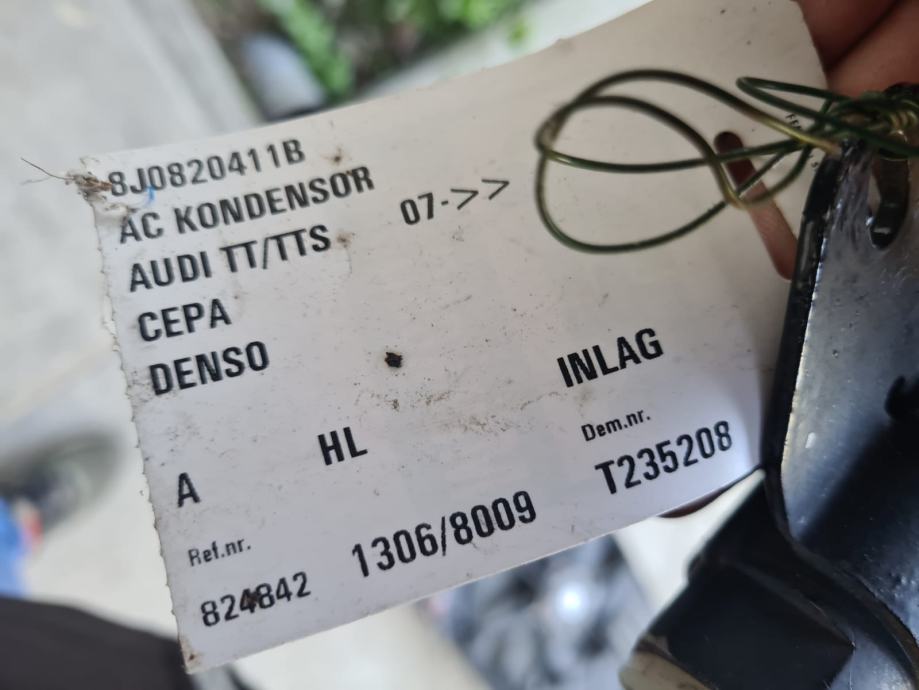 8J0820411B
AC KONDENSOR 07->>
AUDI TT/TTS
CEPA
DENSO
INLAG
A HL
Dem.nr.
T235208
Ref.nr.
824842 1306/8009